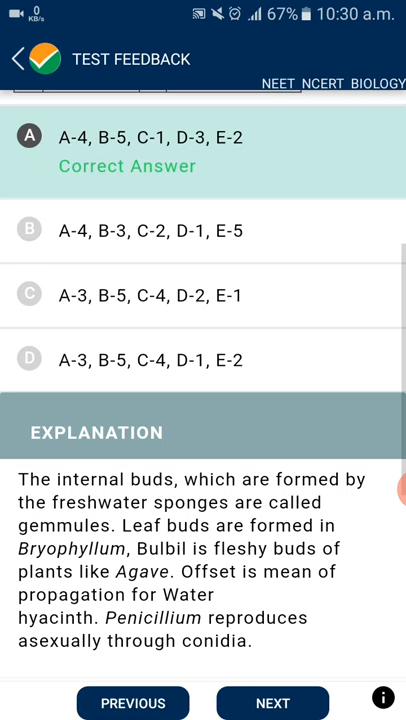 0
KB/s
67% 10:30 a.m.
TEST FEEDBACK
NEET NCERT BIOLOGY
A A-4, B-5, C-1, D-3, E-2
Correct Answer
B A-4, B-3, C-2, D-1, E-5
C A-3, B-5, C-4, D-2, E-1
D A-3, B-5, C-4, D-1, E-2
EXPLANATION
The internal buds, which are formed by
the freshwater sponges are called
gemmules. Leaf buds are formed in
Bryophyllum, Bulbil is fleshy buds of
plants like Agave. Offset is mean of
propagation for Water
hyacinth. Penicillium reproduces
asexually through conidia.
PREVIOUS NEXT